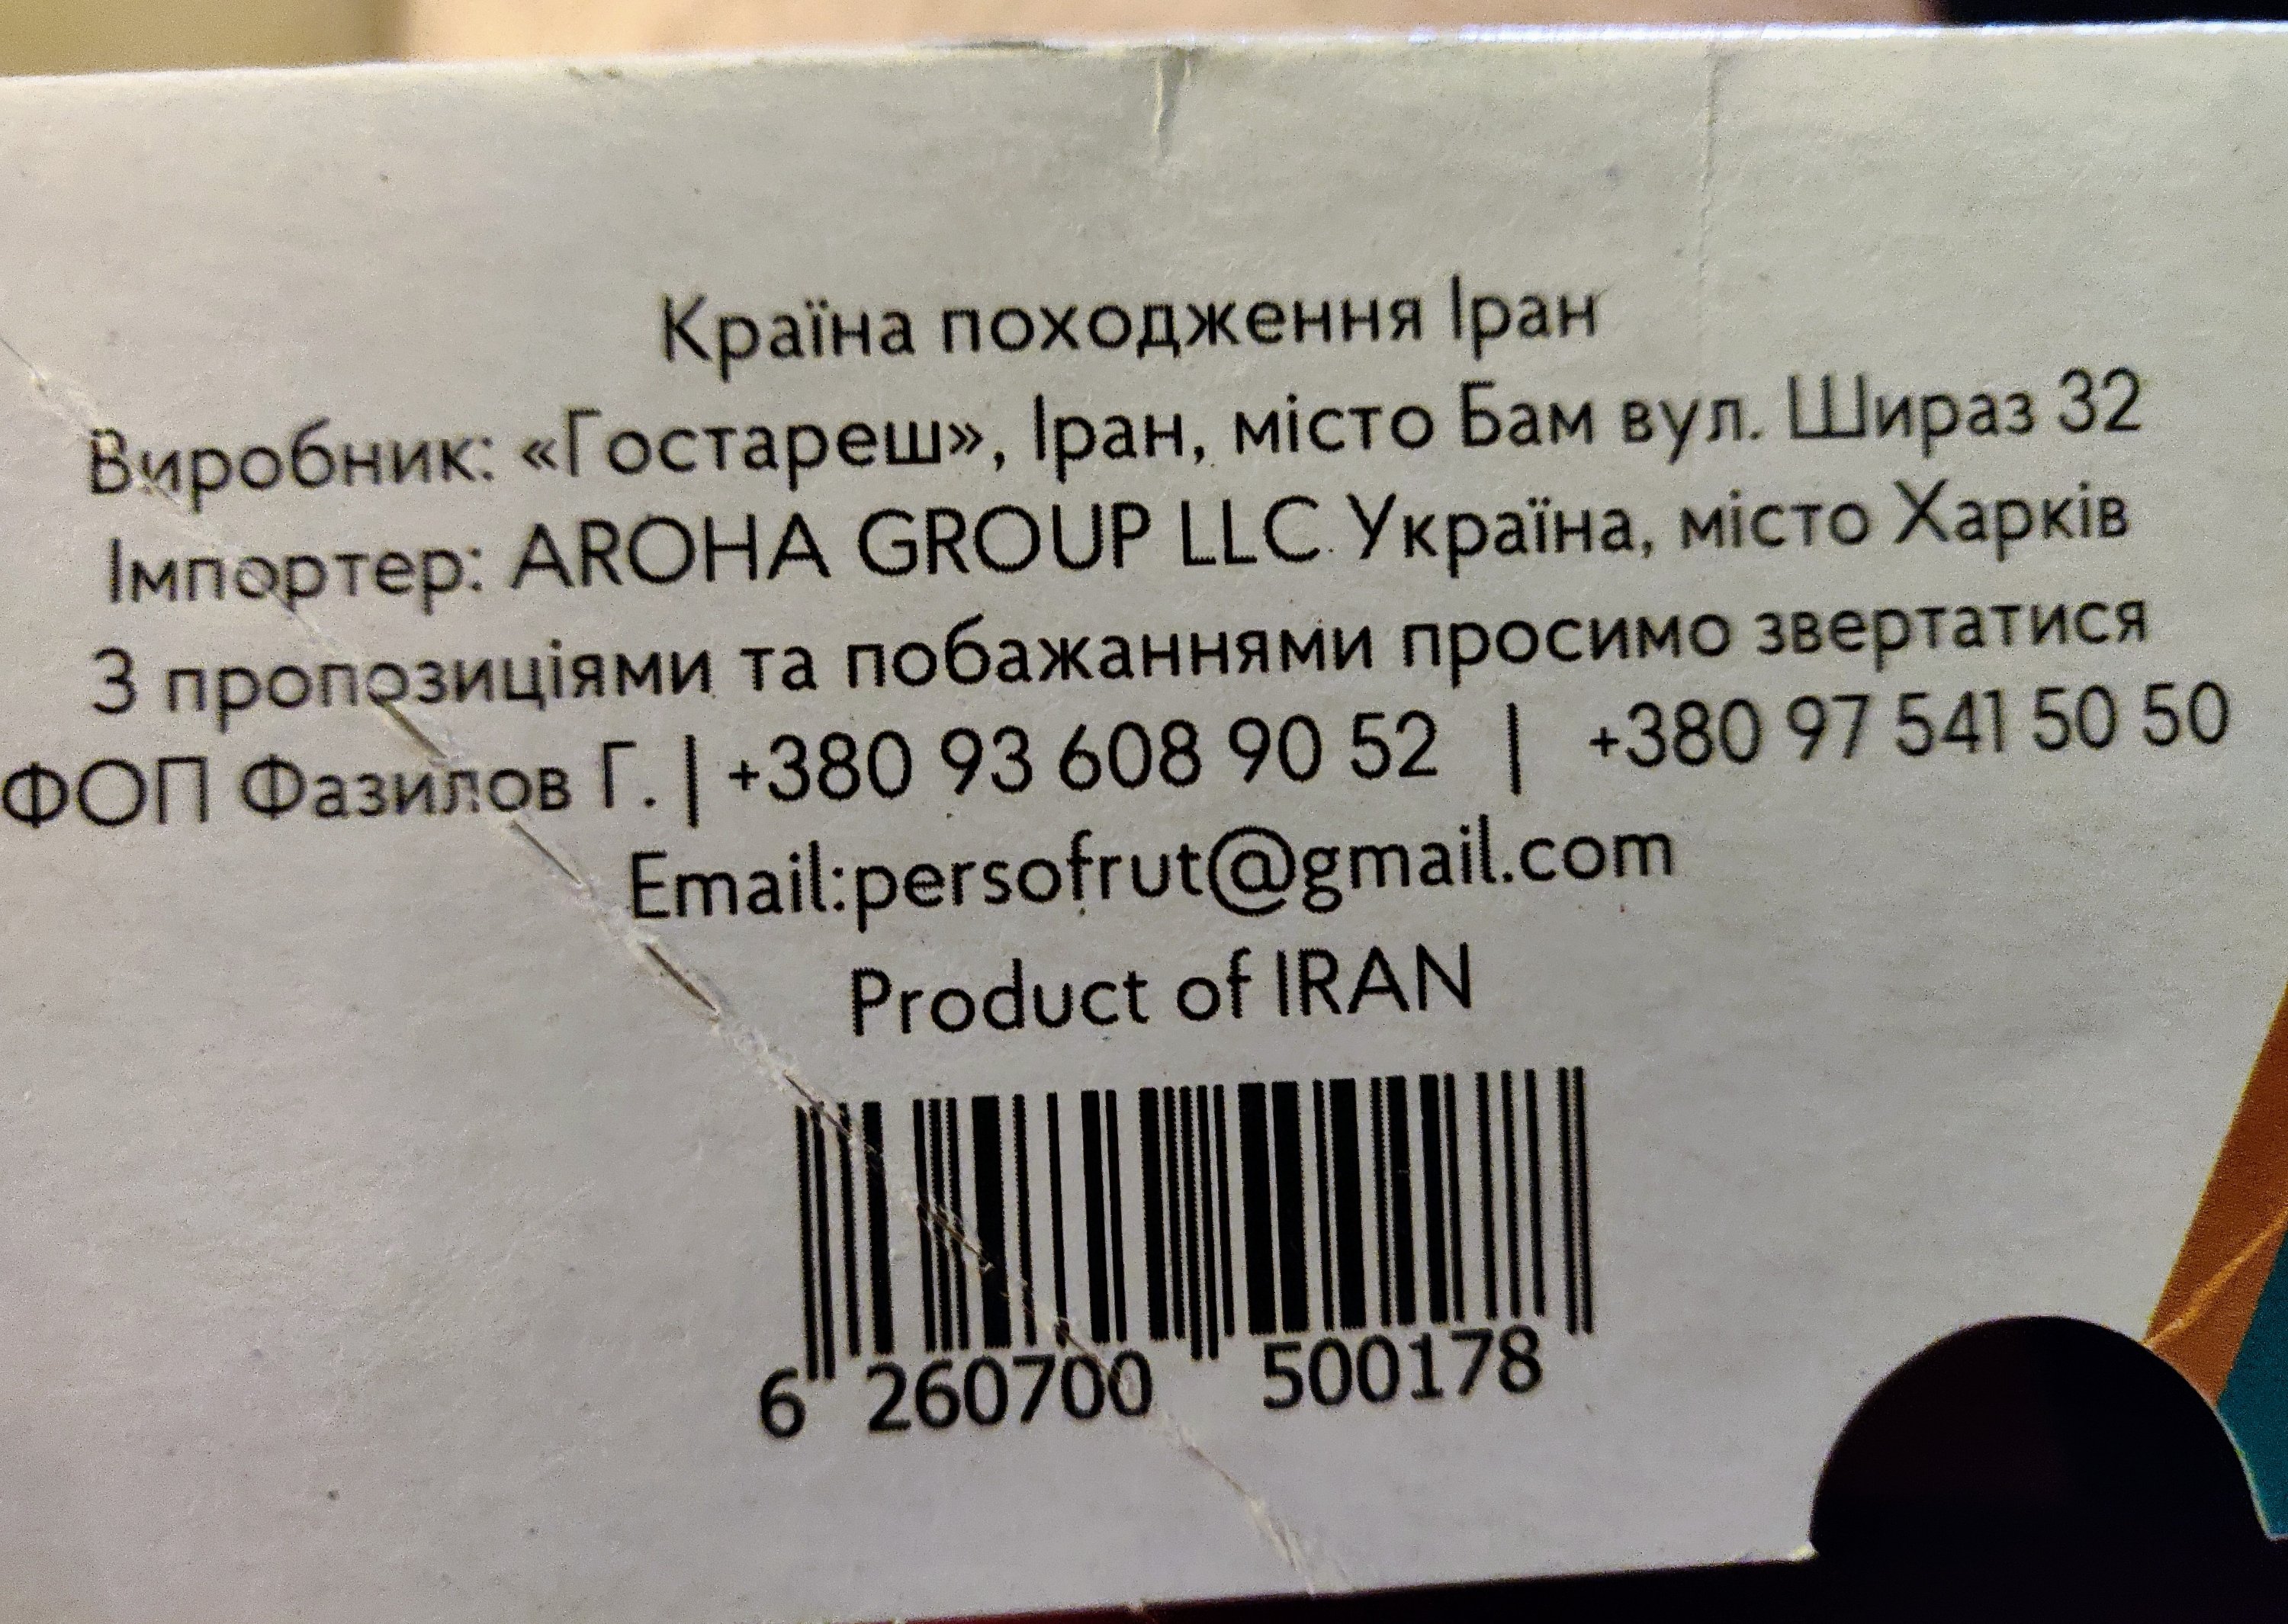 Країна походження Іран
Виробник: «Гостареш», Іран, місто Бам вул. Шираз 32
Імпортер: AROHA GROUP LLC Україна, місто Харків
З пропозиціями та побажаннями просимо звертатися
ФОП Фазилов Г. | +380 93 608 90 52 | +380 97 541 50 50
Email:persofrut@gmail.com
Product of IRAN
6 260700 500178